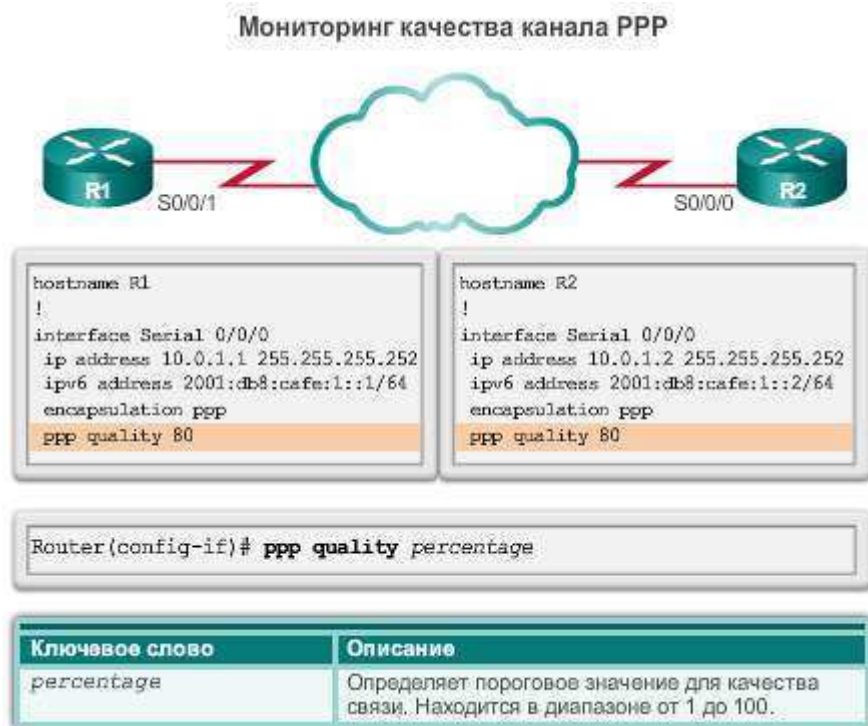 Мониторинг качества канала PPP
R1
S0/0/1
S0/0/0
R2
hostname R1
!
interface Serial 0/0/0
ip address 10.0.1.1 255.255.255.252
ipv6 address 2001:db8:cafe:1::1/64
encapsulation ppp
ppp quality 80
hostname R2
!
interface Serial 0/0/0
ip address 10.0.1.2 255.255.255.252
ipv6 address 2001:db8:cafe:1::2/64
encapsulation ppp
ppp quality 80
Router(config-if)# ppp quality percentage
Ключевое слово
Описание
percentage
Определяет пороговое значение для качества
связи. Находится в диапазоне от 1 до 100.